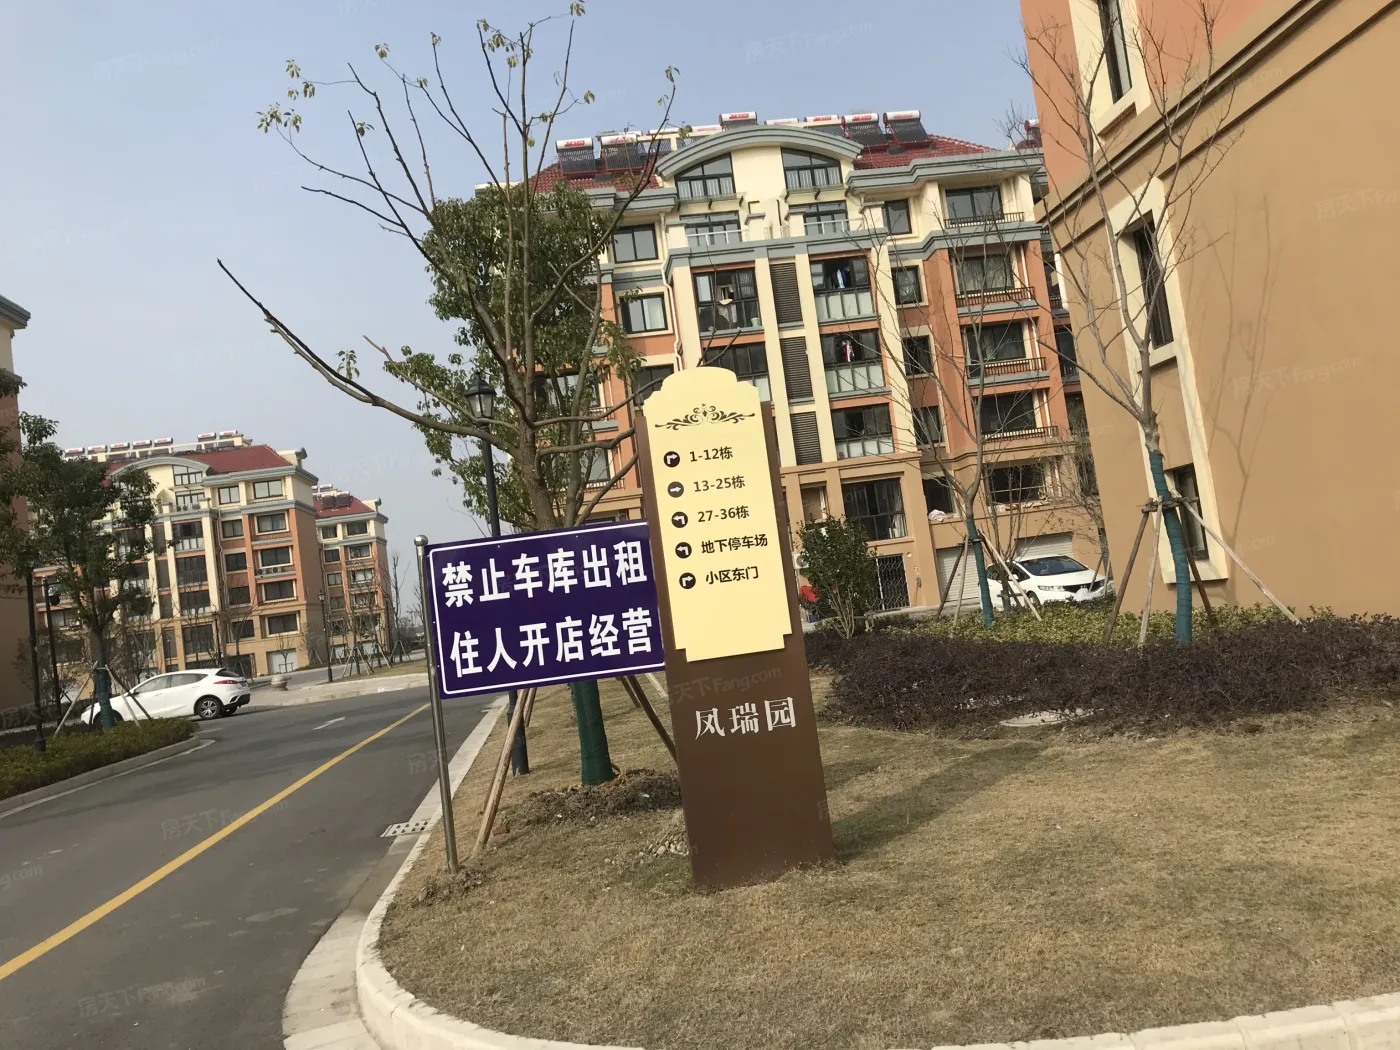 1-12栋
13-25栋
27-36栋
地下停车场
小区东门
禁止车库出租
住人开店经营
凤瑞园
房天下Fang.com